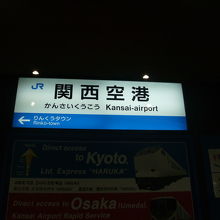 JR 関西空港
かんさいくうこう Kansai-airport
りんくうタウン
Rinkū-town
Direct access to
Kyoto,
Ltd. Express "HARUKA"
Direct access to
Osaka (Umeda)
Kansai Airport Rapid Service